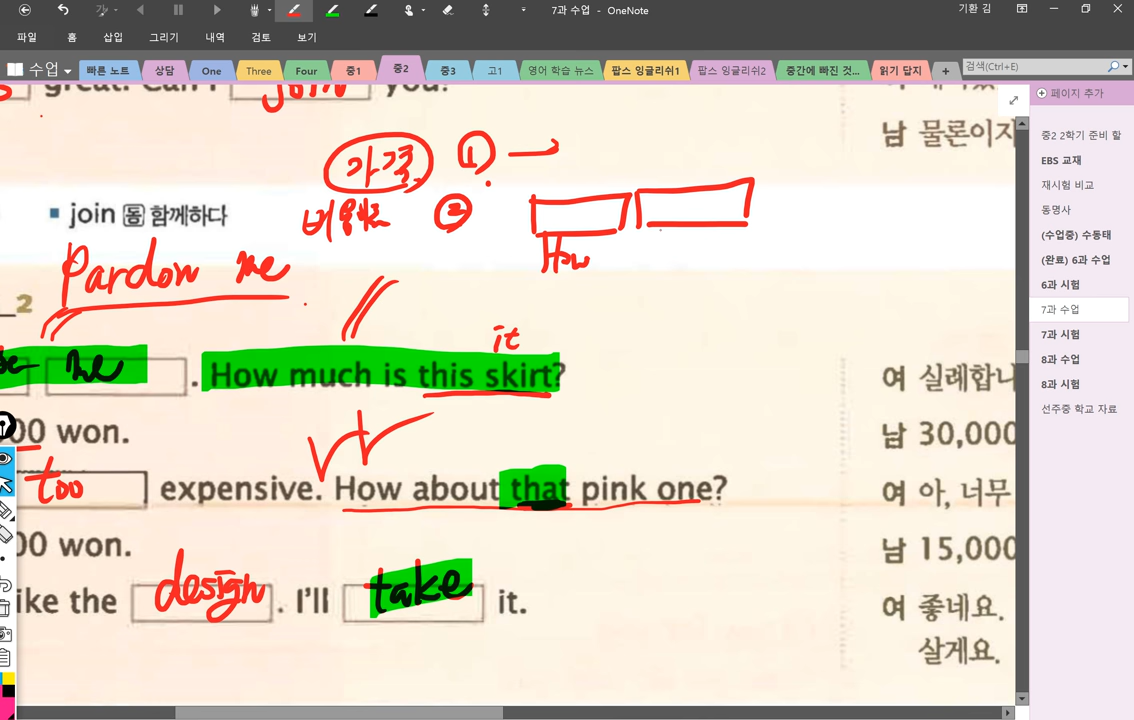 7과 수업 - OneNote
기환 김
파일 홈 삽입 그리기 내역 검토 보기
수업 빠른 노트 상담 One Three Four 중1 중2 중3 고1 영어 학습 뉴스 팝스 잉글리쉬1 팝스 잉글리쉬2 중간에 빠진 것... 읽기 답지 + 검색(Ctrl+E)
페이지 추가
중2 2학기 준비 할
EBS 교재
재시험 비교
동명사
(수업중) 수동태
(완료) 6과 수업
6과 시험
7과 수업
7과 시험
8과 수업
8과 시험
선주중 학교 자료
great. Can I join you?
남 물론이지
가격 ①
②
How
join 동 함께하다
Pardon me
2
it
me . How much is this skirt?
여 실례합니
00 won.
남 30,000
too expensive. How about that pink one?
여 아, 너무
00 won.
남 15,000
ike the design. I'll take it.
여 좋네요.
살게요.